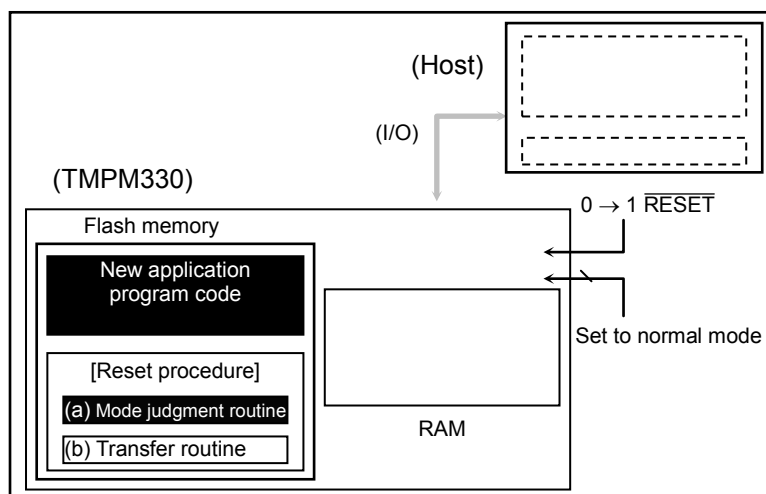 (Host)
(I/O)
(TMPM330)
0 → 1 RESET
Flash memory
New application
program code
Set to normal mode
[Reset procedure]
(a) Mode judgment routine
RAM
(b) Transfer routine